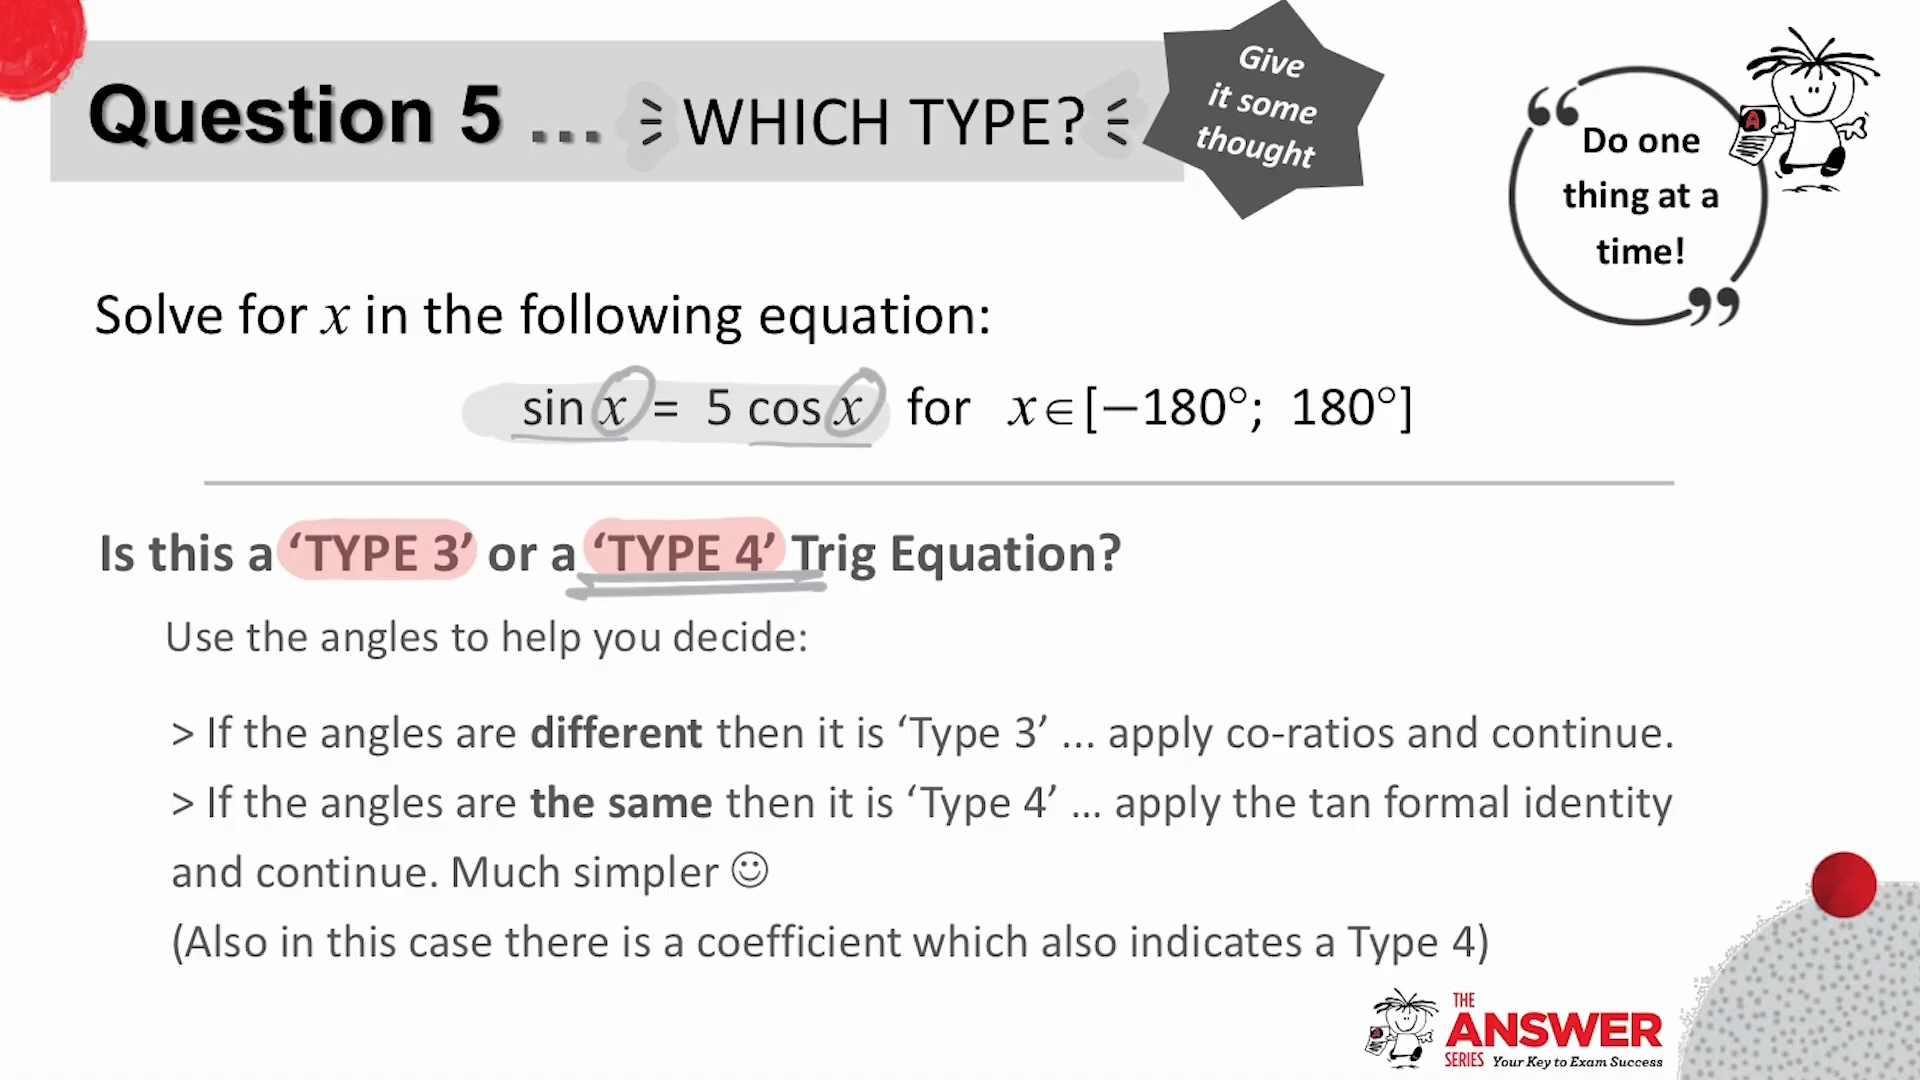 Question 5 ... WHICH TYPE?
Give
it some
thought
“ Do one
thing at a
time! ”
A
Solve for x in the following equation:
sin x = 5 cos x for x ∈ [−180°; 180°]
Is this a ‘TYPE 3’ or a ‘TYPE 4’ Trig Equation?
Use the angles to help you decide:
> If the angles are different then it is ‘Type 3’ ... apply co-ratios and continue.
> If the angles are the same then it is ‘Type 4’ ... apply the tan formal identity
and continue. Much simpler ☺
(Also in this case there is a coefficient which also indicates a Type 4)
THE
ANSWER
SERIES Your Key to Exam Success